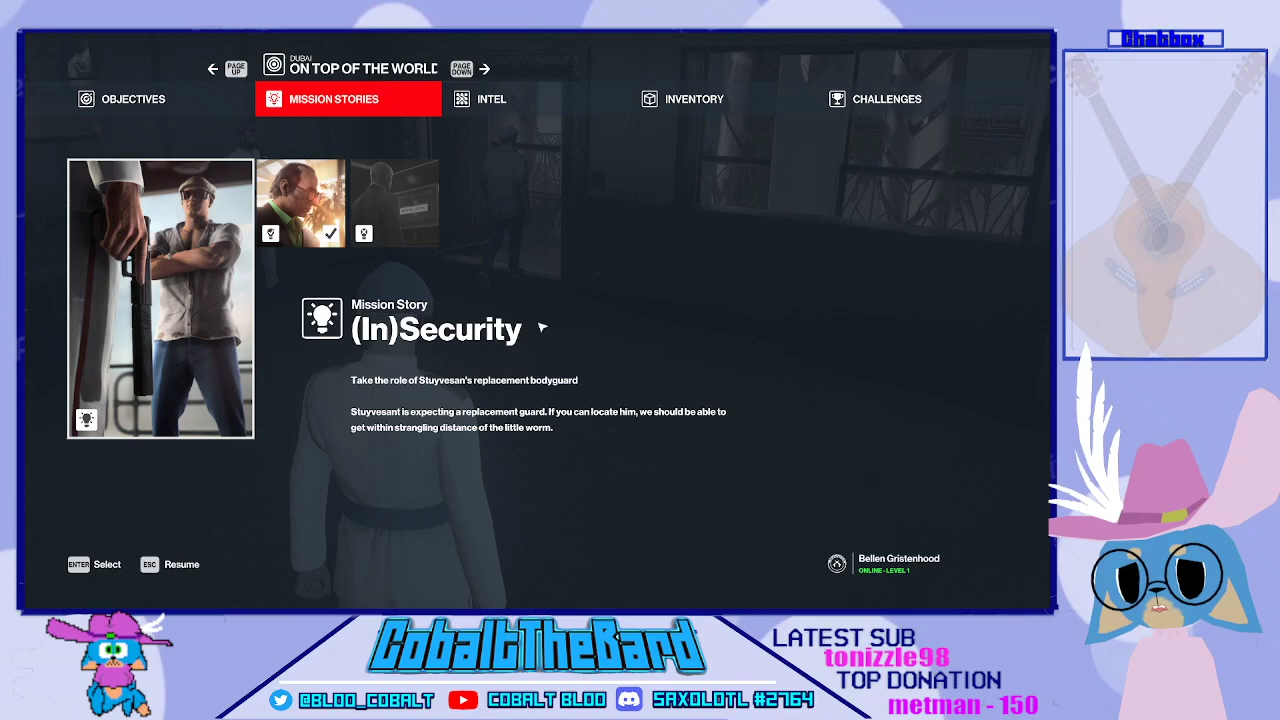 Chatbox
PAGE UP
DUBAI
ON TOP OF THE WORLD
PAGE DOWN
OBJECTIVES
MISSION STORIES
INTEL
INVENTORY
CHALLENGES
Mission Story
(In)Security
Take the role of Stuyvesan's replacement bodyguard
Stuyvesant is expecting a replacement guard. If you can locate him, we should be able to
get within strangling distance of the little worm.
ENTER Select
ESC Resume
Bellen Gristenhood
ONLINE - LEVEL 1
CobaltTheBard
@BLOO_COBALT
COBALT BLOO
SAXOLOTL #2764
LATEST SUB
tonizzle98
TOP DONATION
metman - 150